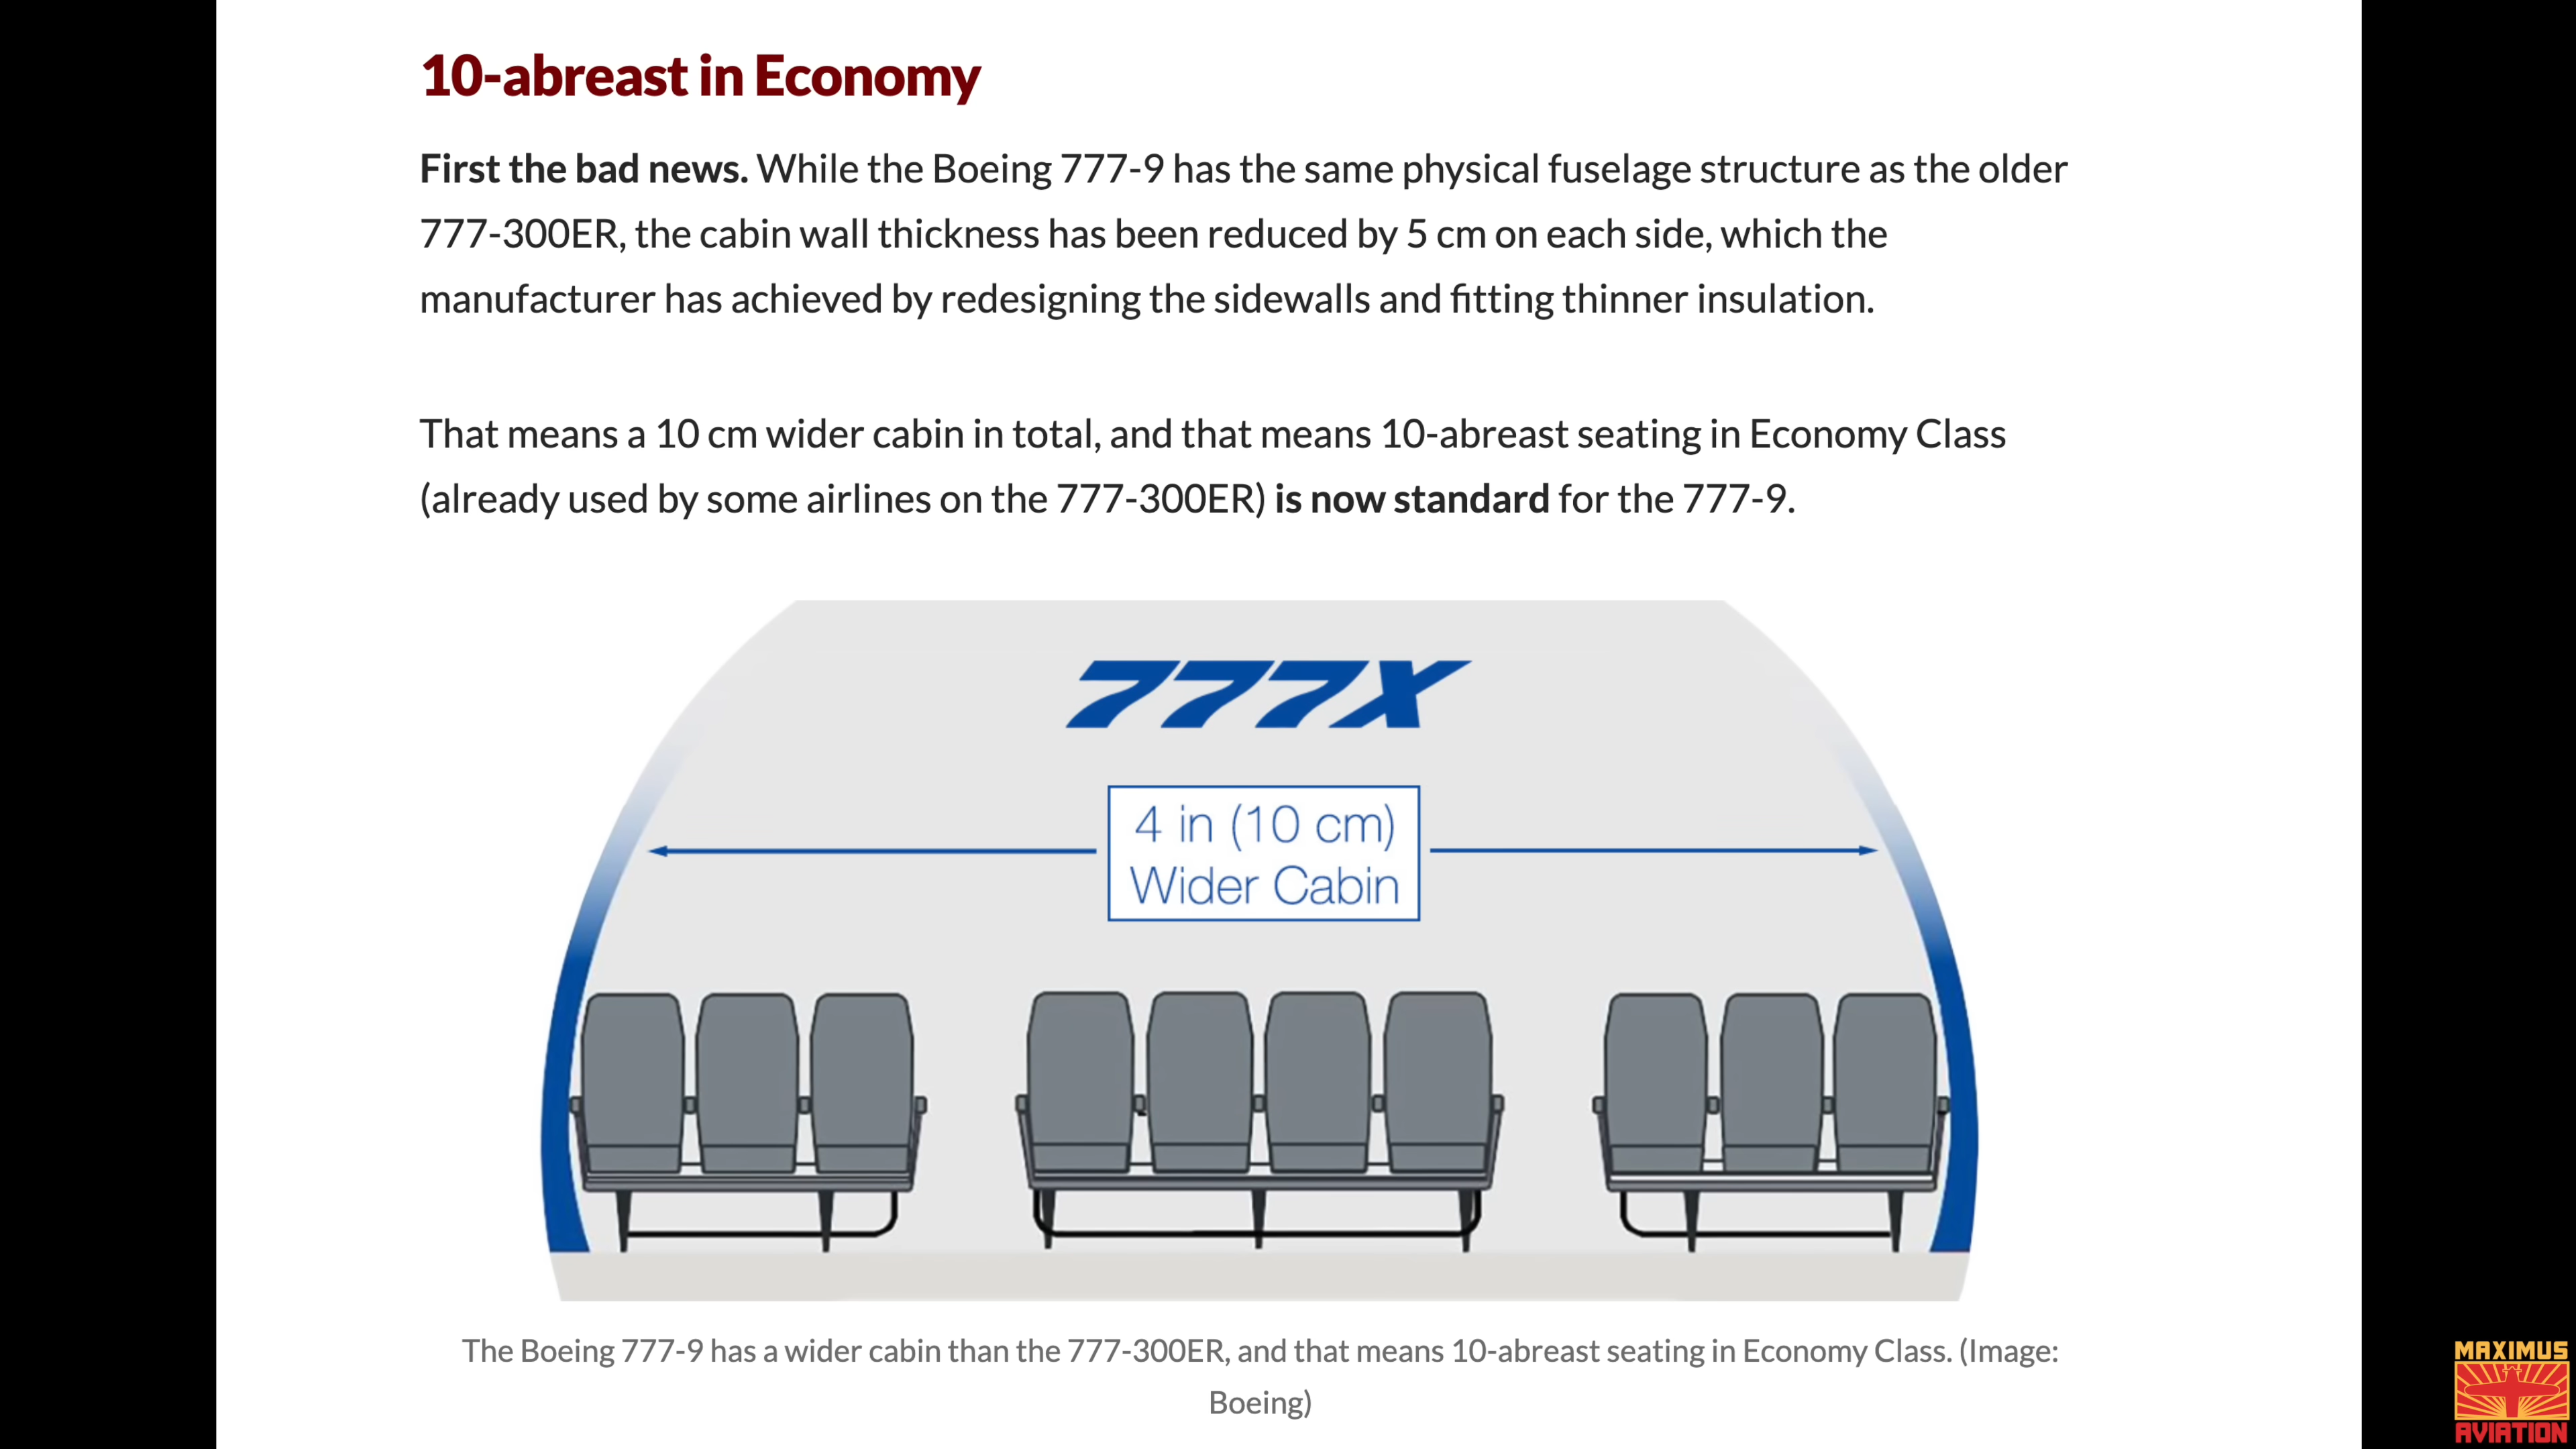 10-abreast in Economy
First the bad news. While the Boeing 777-9 has the same physical fuselage structure as the older
777-300ER, the cabin wall thickness has been reduced by 5 cm on each side, which the
manufacturer has achieved by redesigning the sidewalls and fitting thinner insulation.
That means a 10 cm wider cabin in total, and that means 10-abreast seating in Economy Class
(already used by some airlines on the 777-300ER) is now standard for the 777-9.
777X
4 in (10 cm)
Wider Cabin
The Boeing 777-9 has a wider cabin than the 777-300ER, and that means 10-abreast seating in Economy Class. (Image:
Boeing)
MAXIMUS
AVIATION